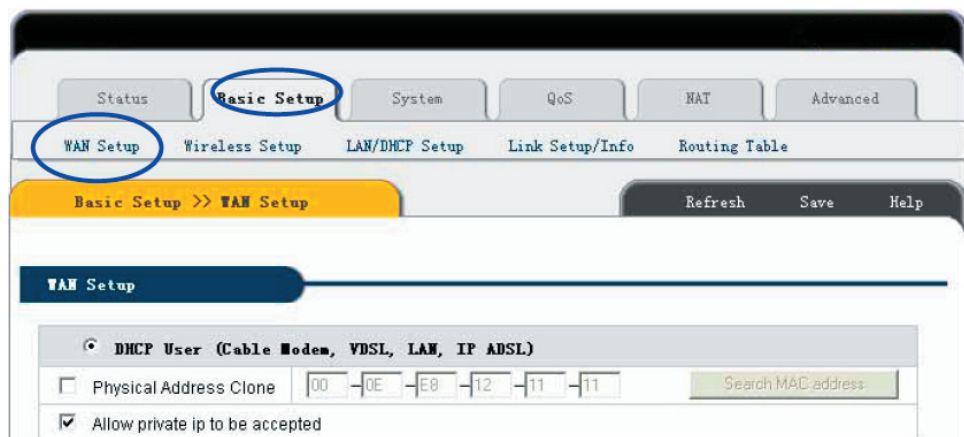 Status Basic Setup System QoS NAT Advanced
WAN Setup Wireless Setup LAN/DHCP Setup Link Setup/Info Routing Table
Basic Setup >> WAN Setup Refresh Save Help
WAN Setup
DHCP User (Cable Modem, VDSL, LAN, IP ADSL)
Physical Address Clone 00 -0E -E8 -12 -11 -11 Search MAC address
Allow private ip to be accepted